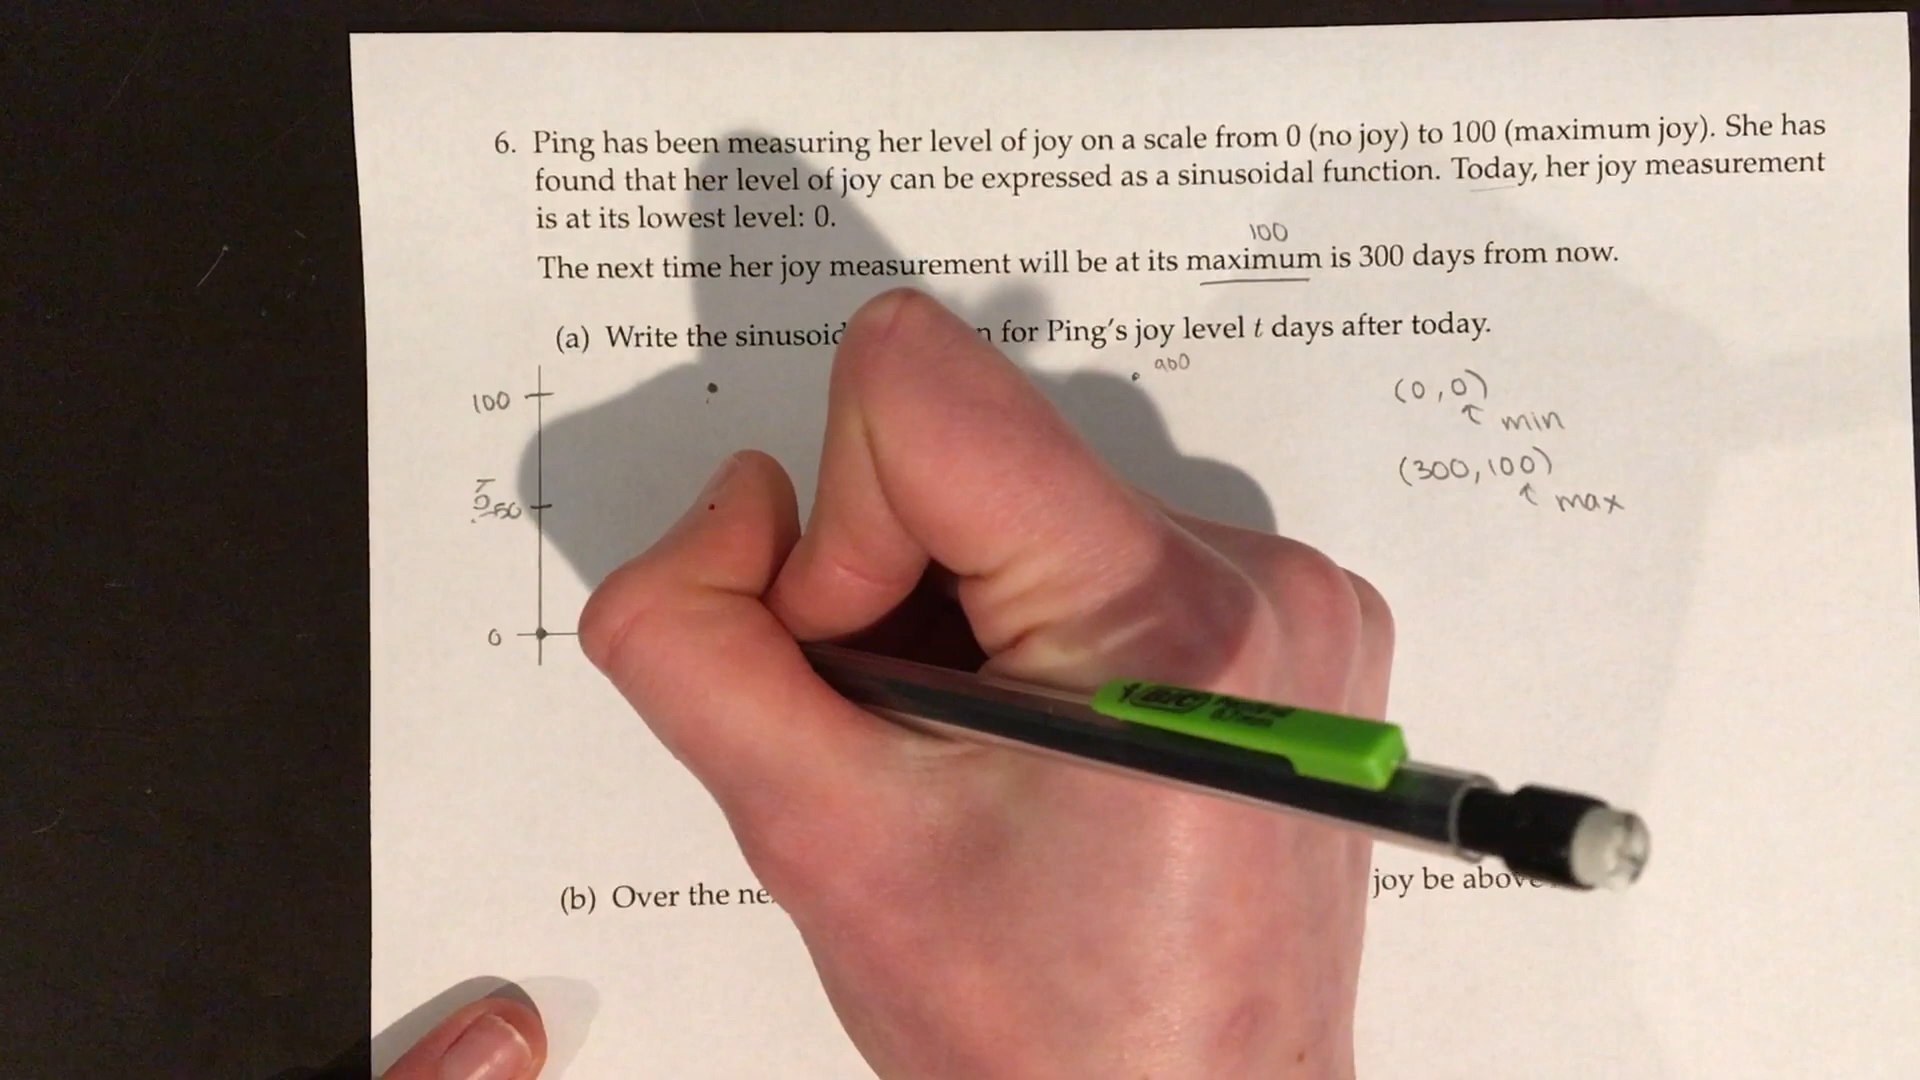 6. Ping has been measuring her level of joy on a scale from 0 (no joy) to 100 (maximum joy). She has
found that her level of joy can be expressed as a sinusoidal function. Today, her joy measurement
is at its lowest level: 0.
100
The next time her joy measurement will be at its maximum is 300 days from now.
(a) Write the sinusoid for Ping's joy level t days after today.
900
100
(0,0)
min
(300,100)
max
50
0
(b) Over the ne joy be above
BIC